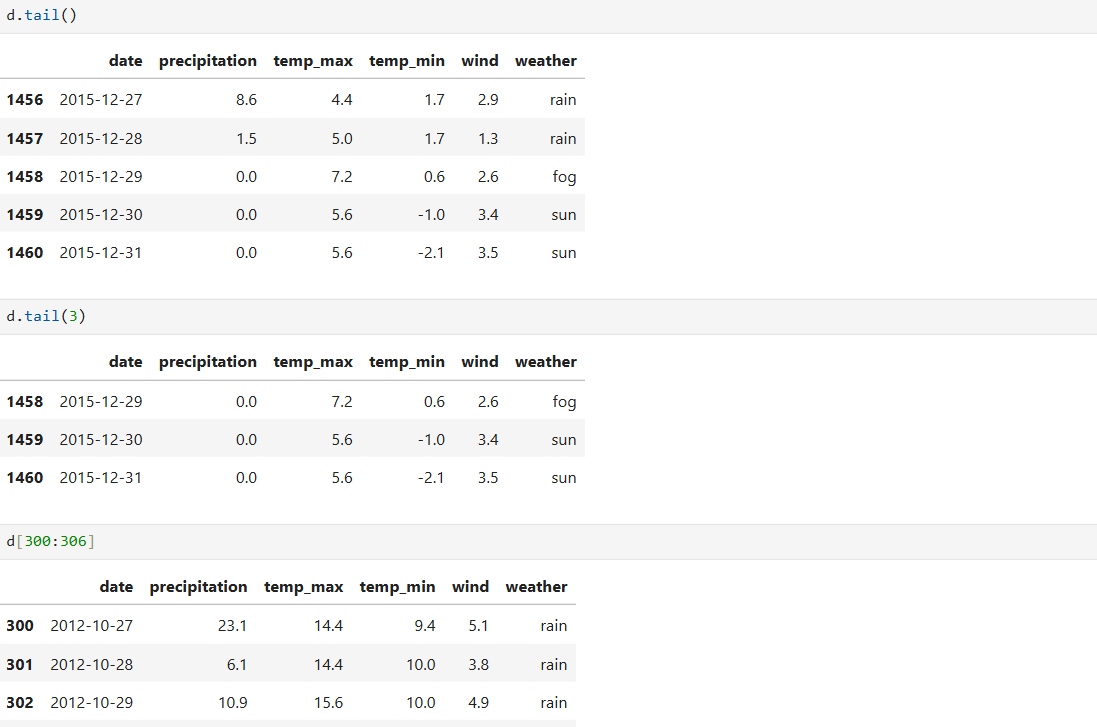 d.tail()
date precipitation temp_max temp_min wind weather
1456 2015-12-27 8.6 4.4 1.7 2.9 rain
1457 2015-12-28 1.5 5.0 1.7 1.3 rain
1458 2015-12-29 0.0 7.2 0.6 2.6 fog
1459 2015-12-30 0.0 5.6 -1.0 3.4 sun
1460 2015-12-31 0.0 5.6 -2.1 3.5 sun
d.tail(3)
date precipitation temp_max temp_min wind weather
1458 2015-12-29 0.0 7.2 0.6 2.6 fog
1459 2015-12-30 0.0 5.6 -1.0 3.4 sun
1460 2015-12-31 0.0 5.6 -2.1 3.5 sun
d[300:306]
date precipitation temp_max temp_min wind weather
300 2012-10-27 23.1 14.4 9.4 5.1 rain
301 2012-10-28 6.1 14.4 10.0 3.8 rain
302 2012-10-29 10.9 15.6 10.0 4.9 rain